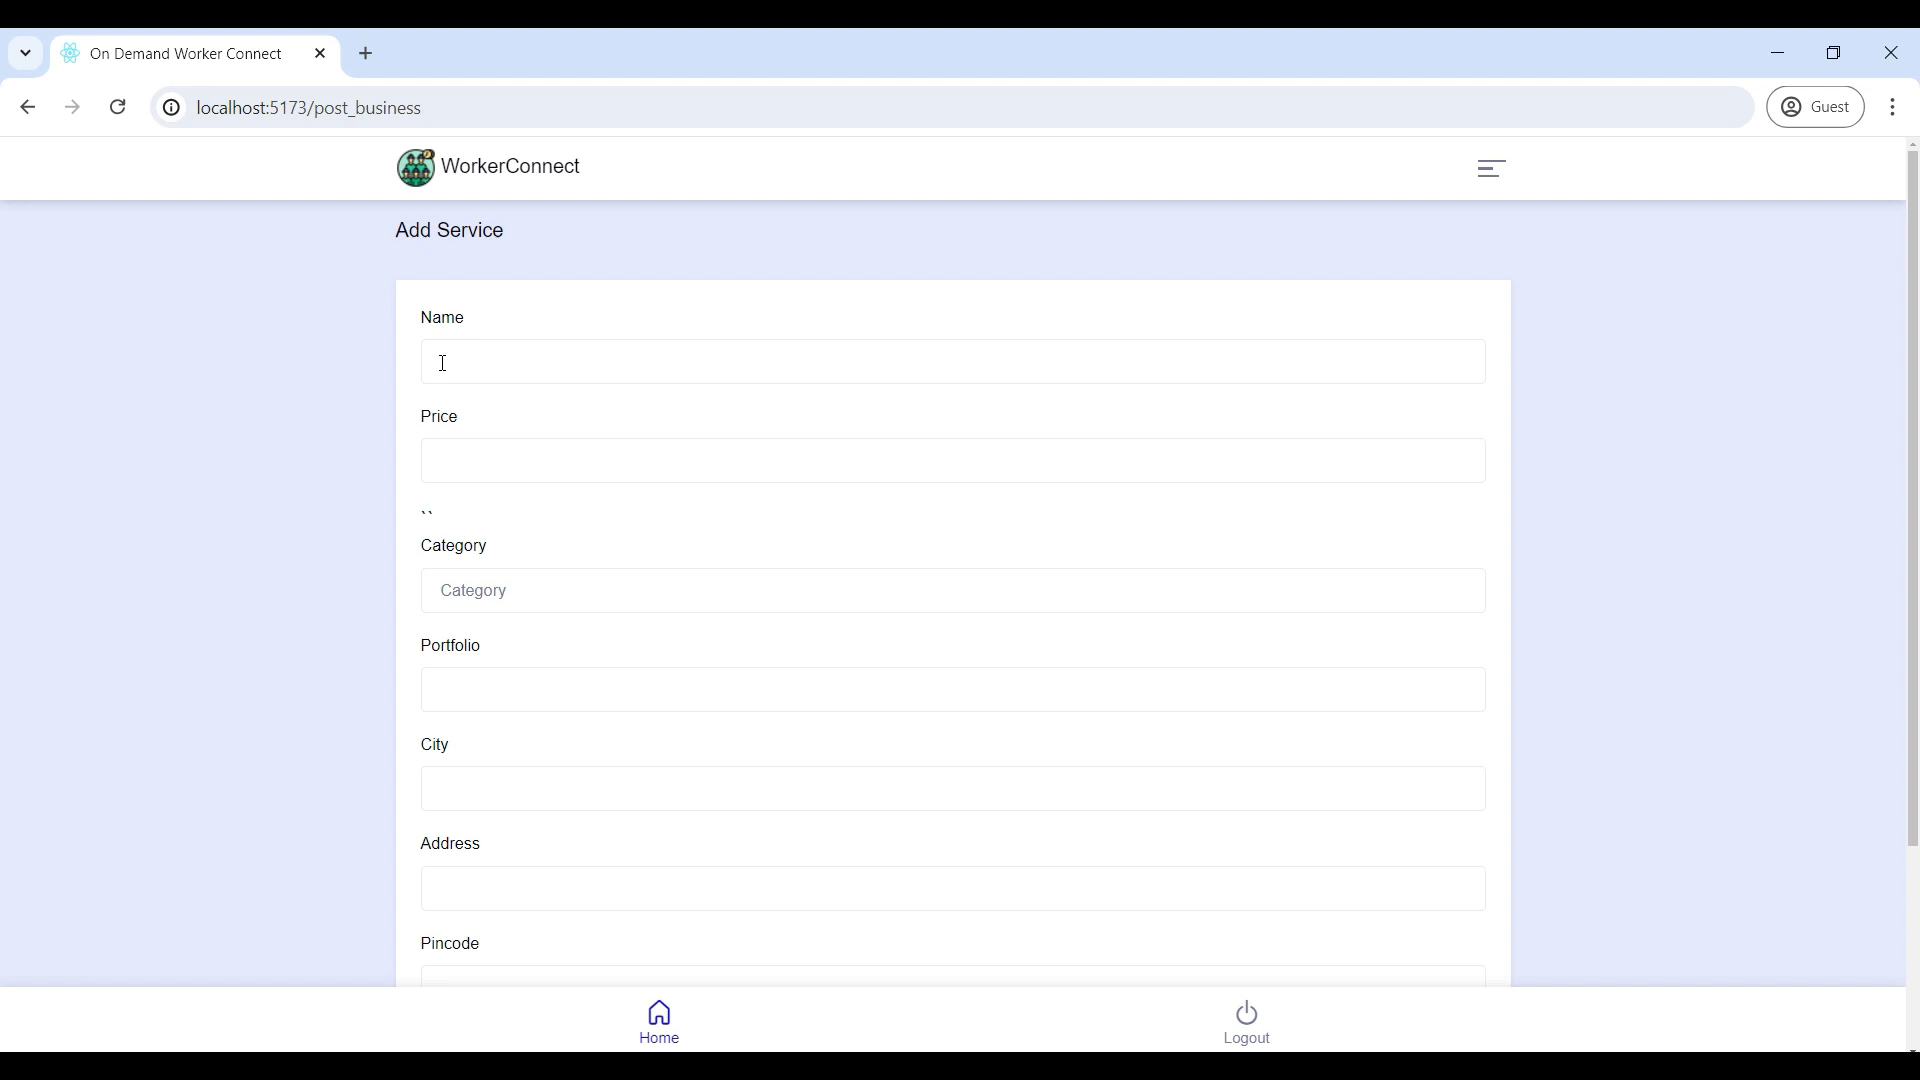 On Demand Worker Connect
localhost:5173/post_business
Guest
WorkerConnect
Add Service
Name
Price
``
Category
Category
Portfolio
City
Address
Pincode
Home
Logout